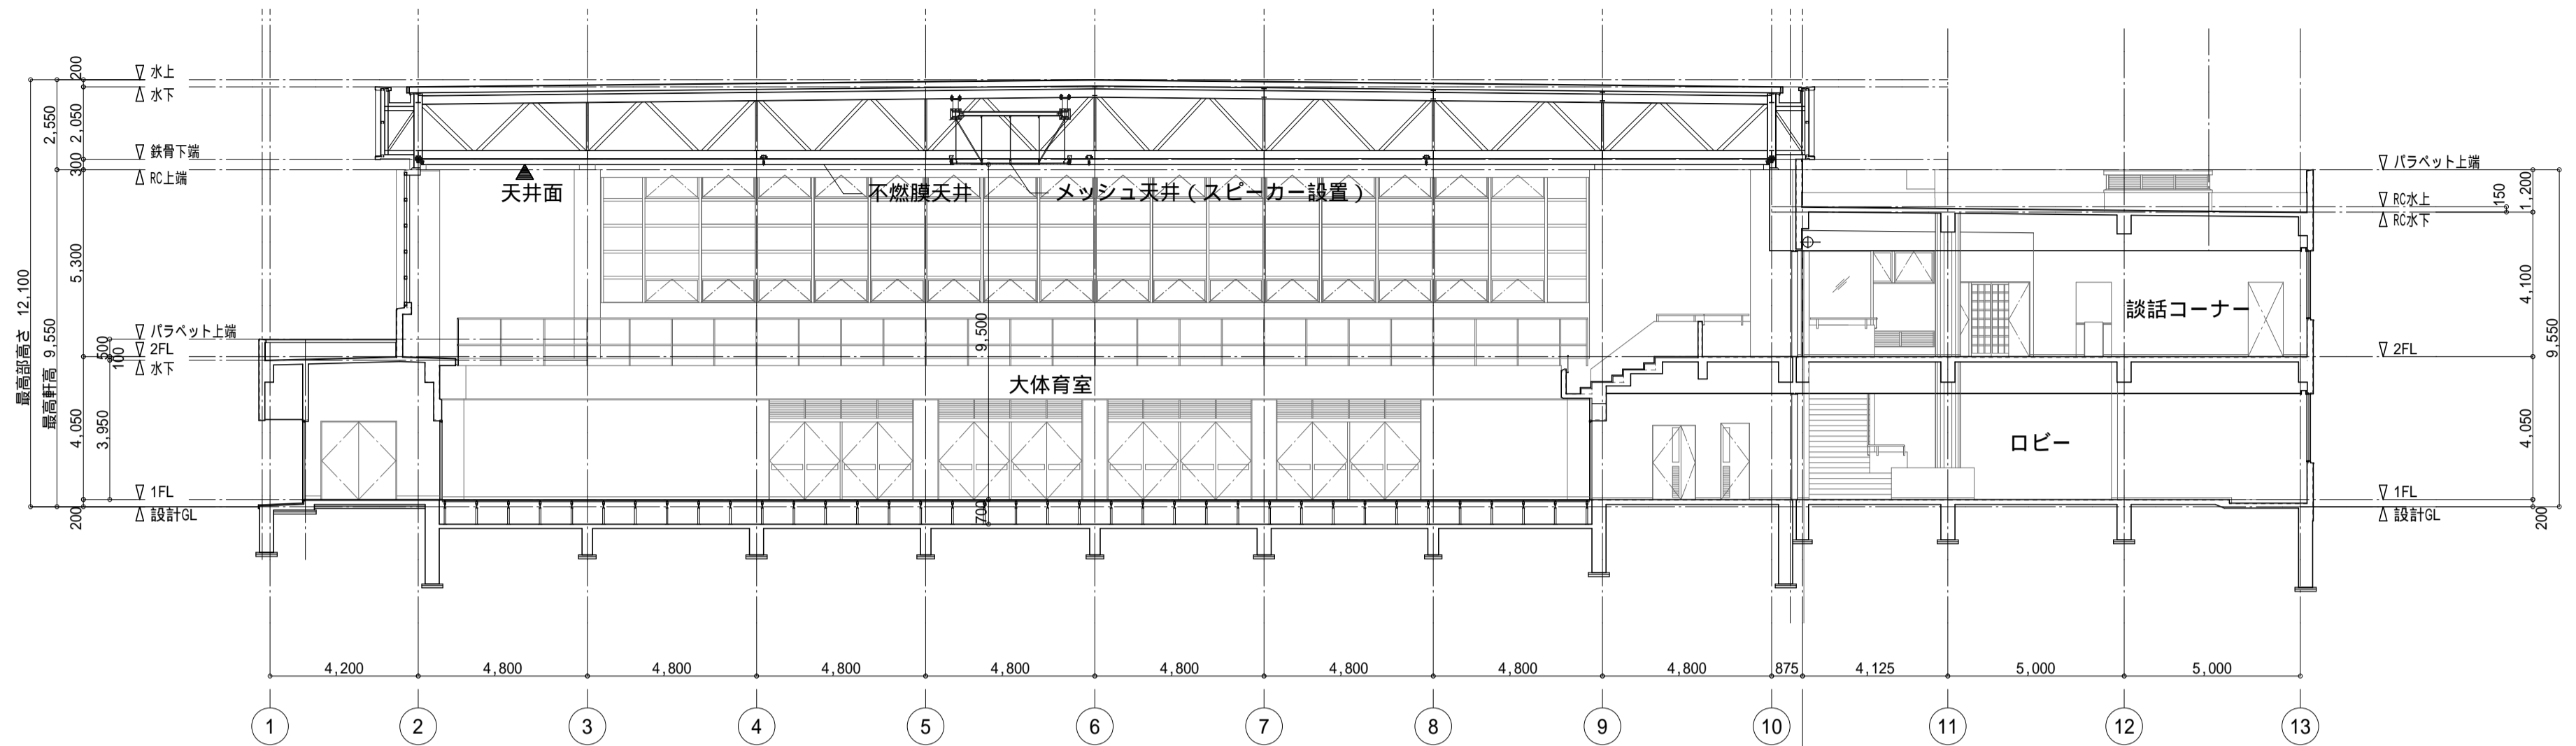 200
水上
水下
2,550
2,050
鉄骨下端
300
RC上端
天井面
不燃膜天井
メッシュ天井(スピーカー設置)
パラペット上端
1,200
150
RC水上
RC水下
最高部高さ 12,100
最高軒高 9,550
5,300
4,100
9,550
談話コーナー
パラペット上端
2FL
水下
500
100
9,500
2FL
大体育室
4,050
3,950
ロビー
4,050
1FL
設計GL
200
700
1FL
設計GL
200
4,200
4,800
4,800
4,800
4,800
4,800
4,800
4,800
4,800
875
4,125
5,000
5,000
1
2
3
4
5
6
7
8
9
10
11
12
13